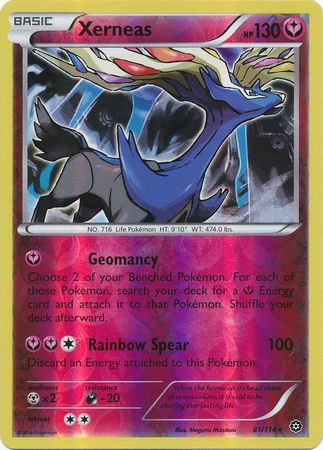 BASIC
Xerneas
HP130
NO. 716 Life Pokémon HT: 9'10" WT: 474.0 lbs.
Geomancy
Choose 2 of your Benched Pokémon. For each of
those Pokémon, search your deck for a Energy
card and attach it to that Pokémon. Shuffle
your deck afterward.
Rainbow Spear 100
Discard an Energy attached to this Pokémon.
weakness
×2
resistance
-20
retreat
When the horns on its head shine
in seven colors, it is said to be
sharing everlasting life.
Illus. Megumi Mizutani
81/114★
©2016 Pokémon